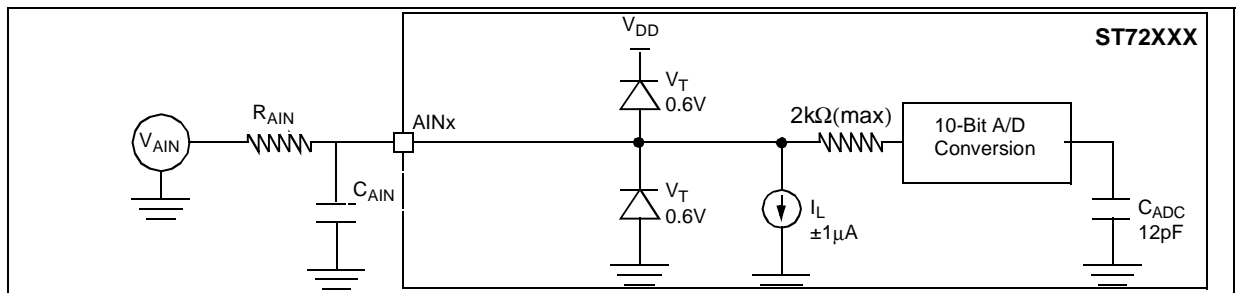 ST72XXX
V_DD
V_T
0.6V
R_AIN
AINx
2kΩ(max)
10-Bit A/D
Conversion
V_AIN
C_AIN
V_T
0.6V
I_L
±1μA
C_ADC
12pF